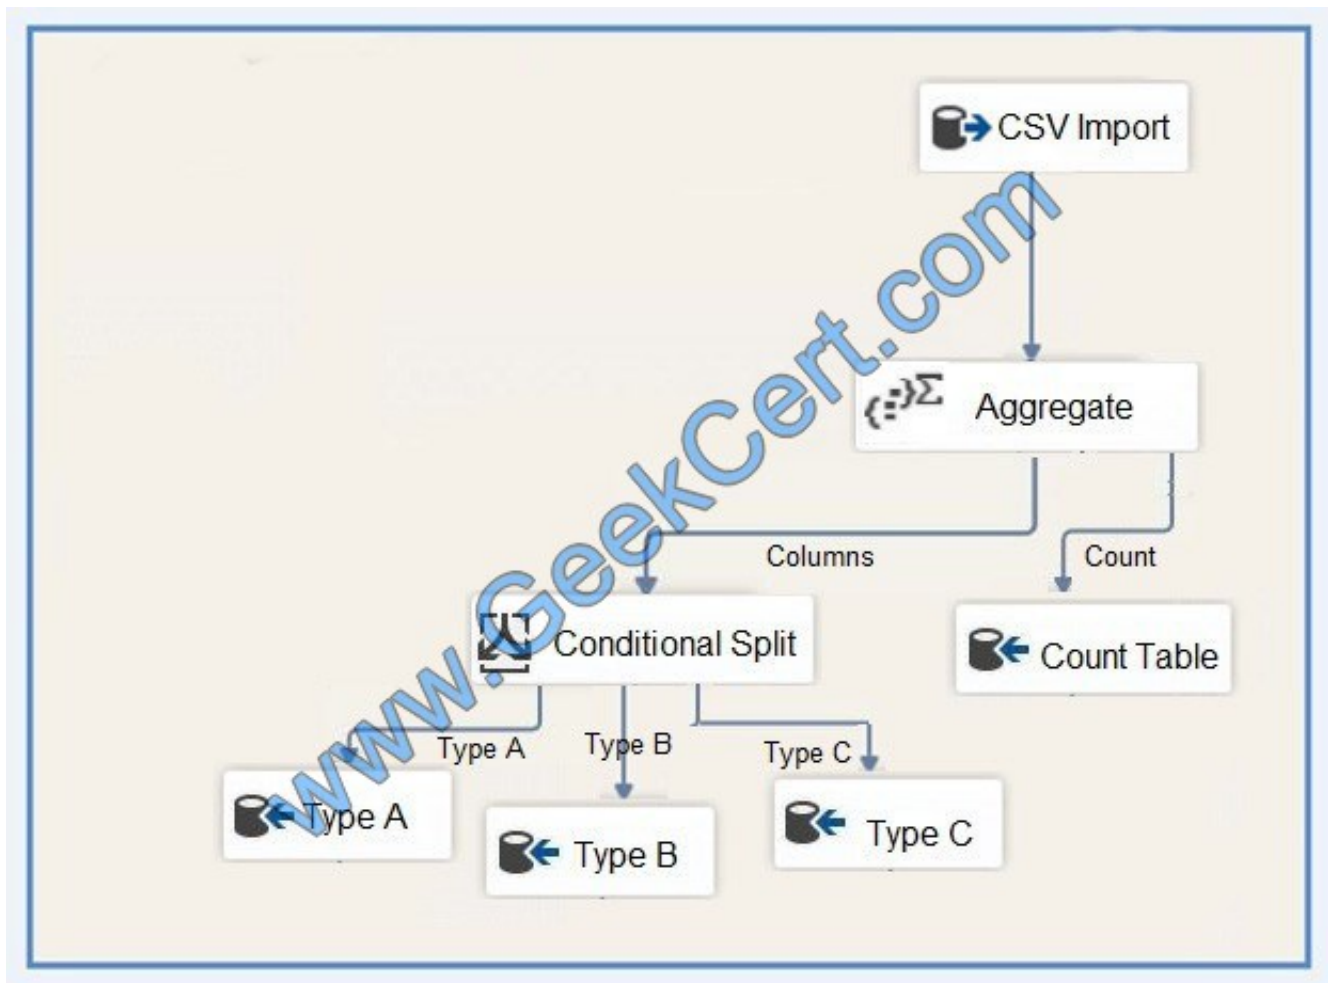 CSV Import
www.GeekCert.com
Aggregate
Columns
Count
Conditional Split
Count Table
Type A
Type B
Type C
Type A
Type B
Type C